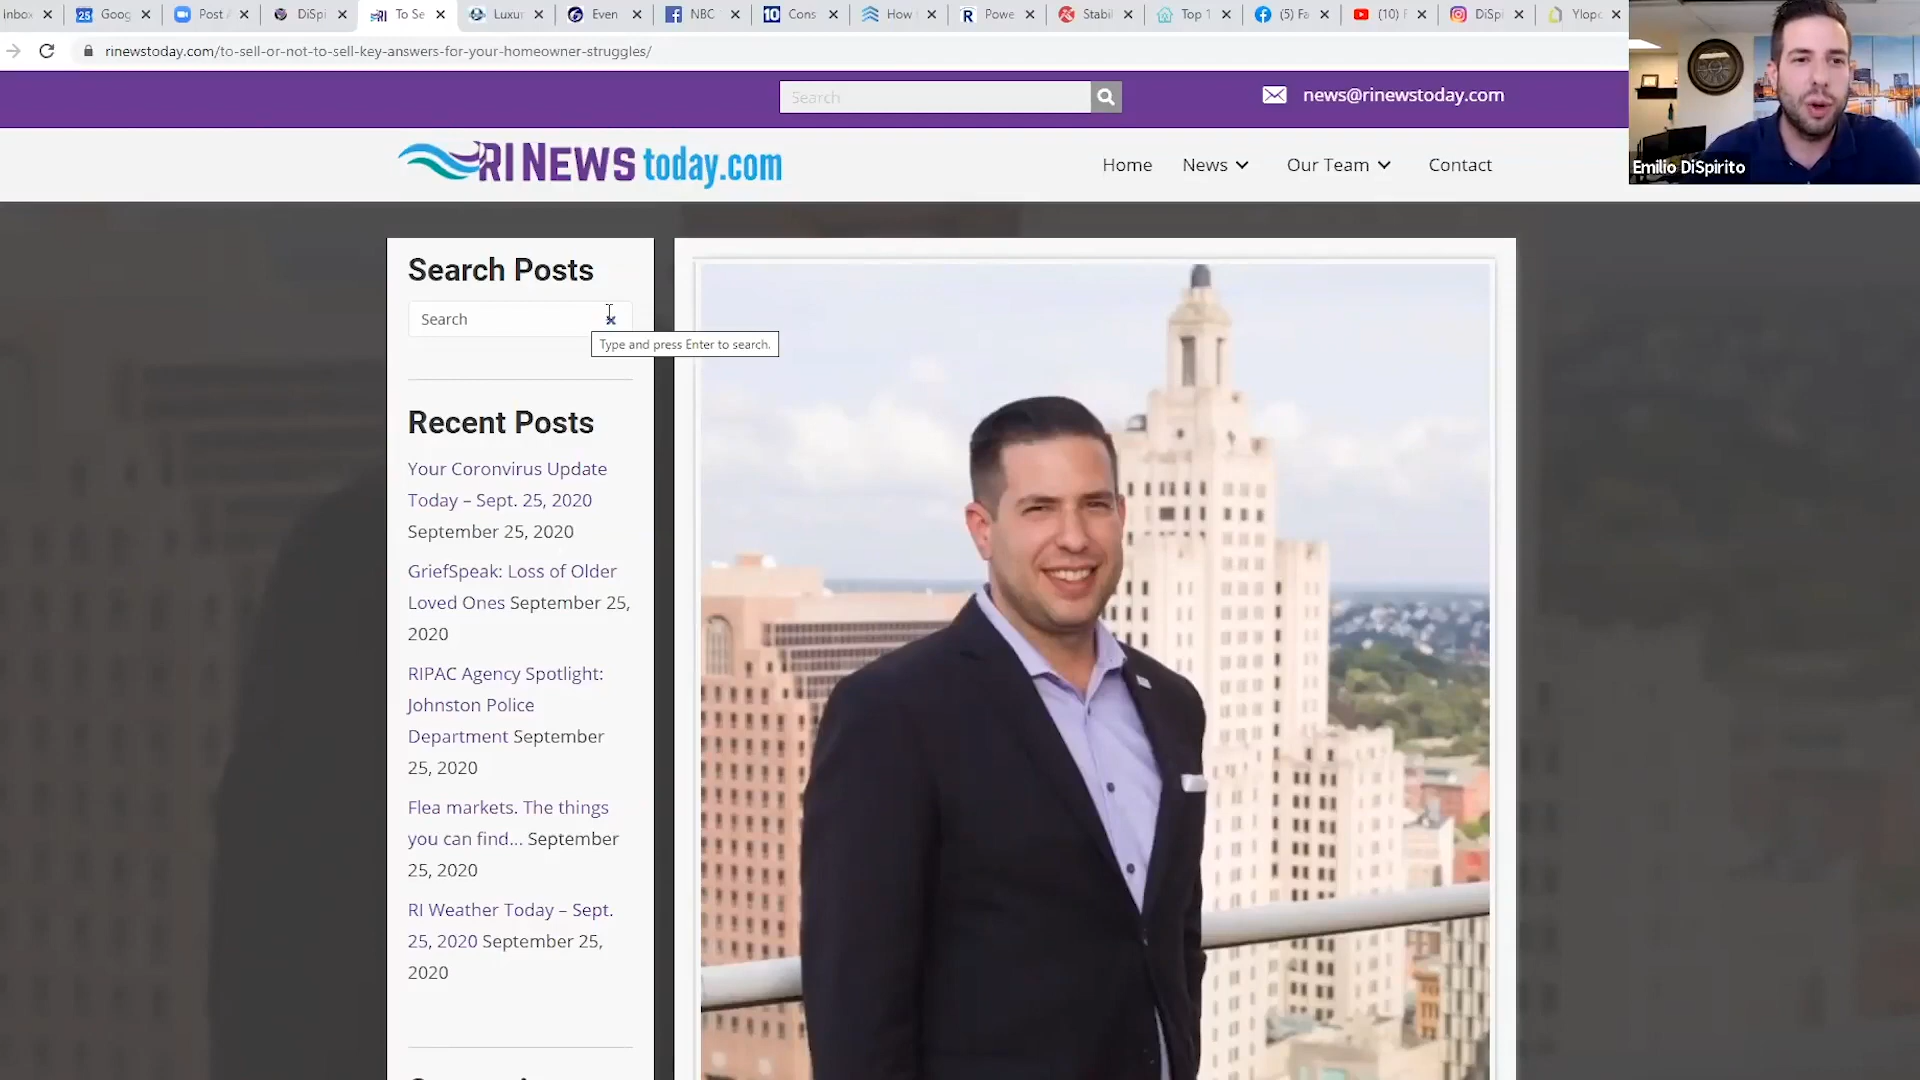 inbox
Goog
Post
DiSpi
To Se
Luxur
Even
NBC
Cons
How
Powe
Stabil
Top 1
(5) Fa
(10) F
DiSpi
Ylopo
rinewstoday.com/to-sell-or-not-to-sell-key-answers-for-your-homeowner-struggles/
Search
news@rinewstoday.com
Emilio DiSpirito
RI NEWS today.com
Home
News
Our Team
Contact
Search Posts
Search
Type and press Enter to search.
Recent Posts
Your Coronvirus Update
Today – Sept. 25, 2020
September 25, 2020
GriefSpeak: Loss of Older
Loved Ones September 25,
2020
RIPAC Agency Spotlight:
Johnston Police
Department September
25, 2020
Flea markets. The things
you can find... September
25, 2020
RI Weather Today – Sept.
25, 2020 September 25,
2020